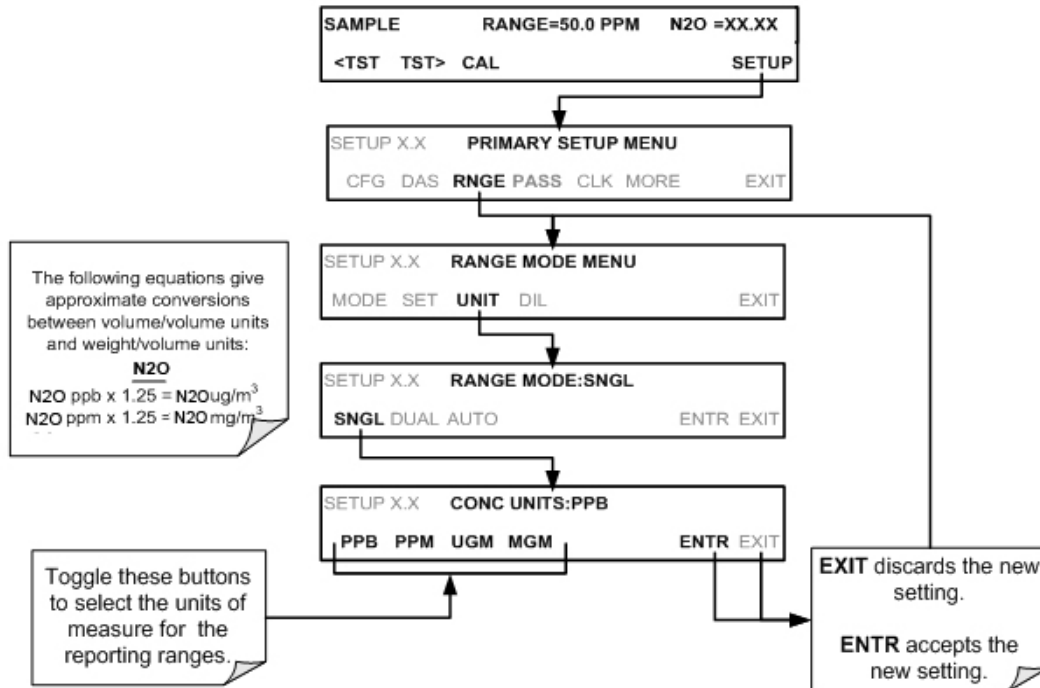 SAMPLE RANGE=50.0 PPM N2O =XX.XX
<TST TST> CAL SETUP
SETUP X.X PRIMARY SETUP MENU
CFG DAS RNGE PASS CLK MORE EXIT
SETUP X.X RANGE MODE MENU
MODE SET UNIT DIL EXIT
The following equations give
approximate conversions
between volume/volume units
and weight/volume units:
N2O
N2O ppb x 1.25 = N2Oug/m³
N2O ppm x 1.25 = N2Omg/m³
SETUP X.X RANGE MODE:SNGL
SNGL DUAL AUTO ENTR EXIT
SETUP X.X CONC UNITS:PPB
PPB PPM UGM MGM ENTR EXIT
Toggle these buttons
to select the units of
measure for the
reporting ranges.
EXIT discards the new
setting.
ENTR accepts the
new setting.